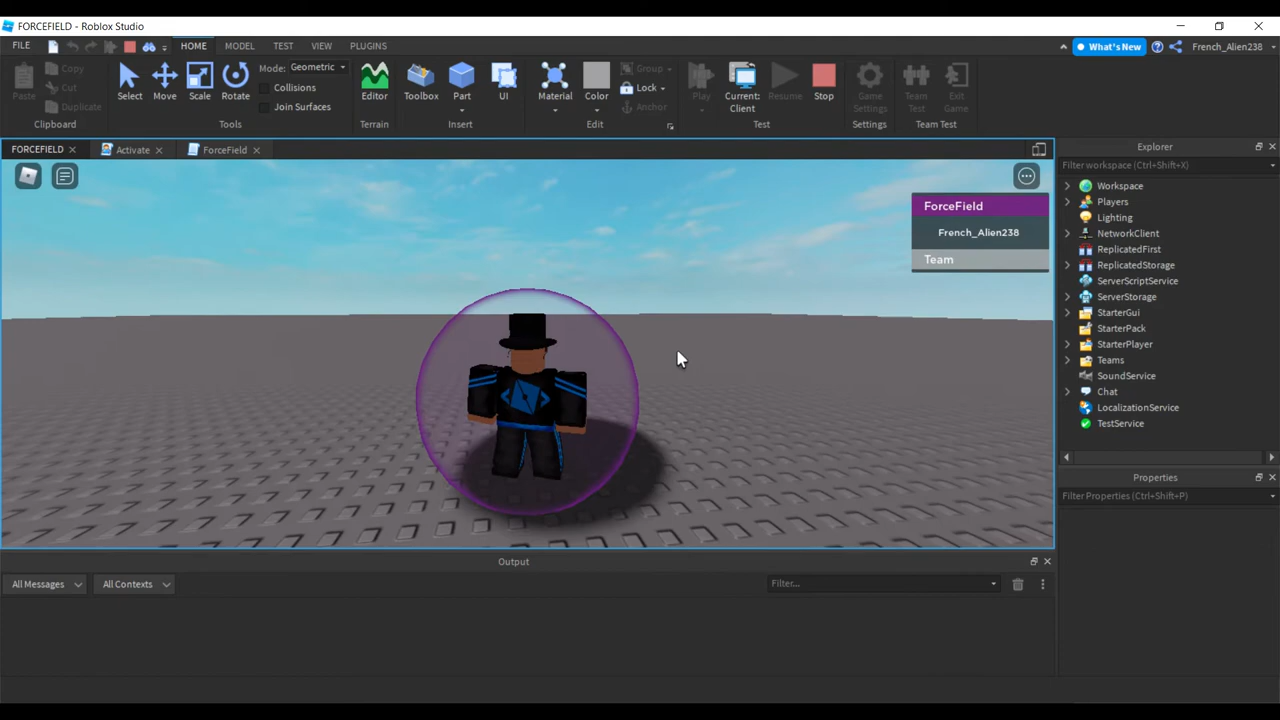 FORCEFIELD - Roblox Studio
FILE HOME MODEL TEST VIEW PLUGINS What's New French_Alien238
Paste Copy Cut Duplicate Clipboard
Select Move Scale Rotate Mode: Geometric Collisions Join Surfaces Tools
Editor Terrain
Toolbox Part UI Insert
Material Color Group Lock Anchor Edit
Play Current: Client Resume Stop Test
Game Settings Settings
Team Test Exit Game Team Test
FORCEFIELD Activate ForceField
ForceField
French_Alien238
Team
Explorer
Filter workspace (Ctrl+Shift+X)
Workspace
Players
Lighting
NetworkClient
ReplicatedFirst
ReplicatedStorage
ServerScriptService
ServerStorage
StarterGui
StarterPack
StarterPlayer
Teams
SoundService
Chat
LocalizationService
TestService
Properties
Filter Properties (Ctrl+Shift+P)
Output
All Messages All Contexts Filter...